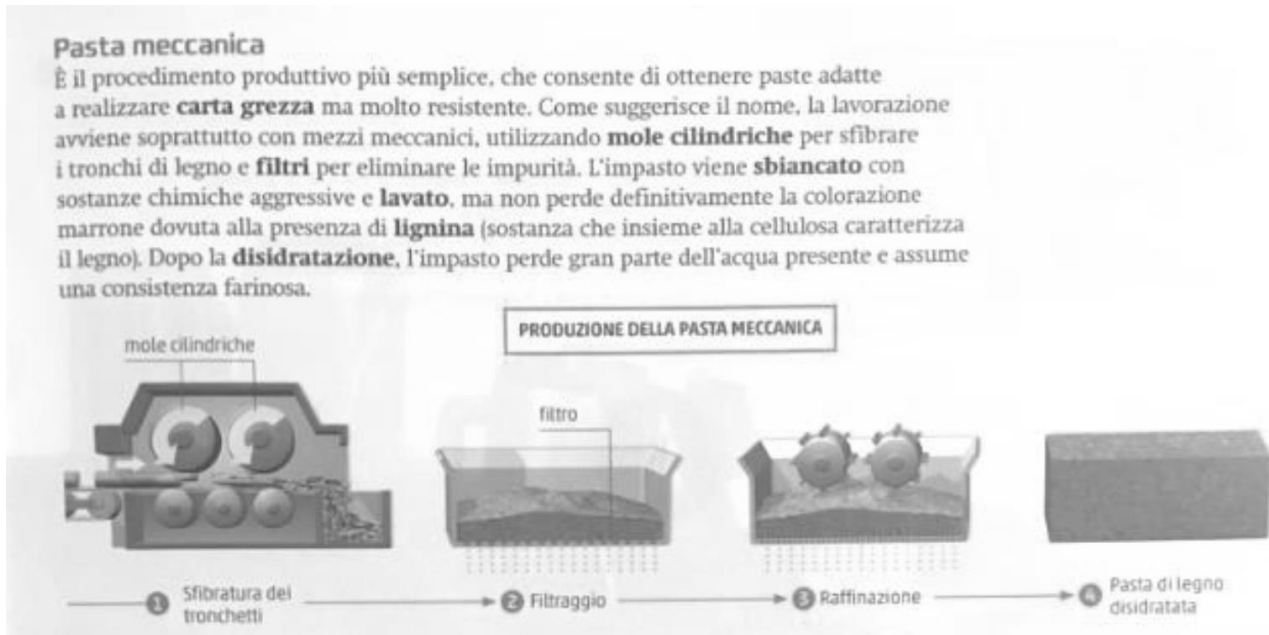 Pasta meccanica
È il procedimento produttivo più semplice, che consente di ottenere paste adatte
a realizzare carta grezza ma molto resistente. Come suggerisce il nome, la lavorazione
avviene soprattutto con mezzi meccanici, utilizzando mole cilindriche per sfibrare
i tronchi di legno e filtri per eliminare le impurità. L'impasto viene sbiancato con
sostanze chimiche aggressive e lavato, ma non perde definitivamente la colorazione
marrone dovuta alla presenza di lignina (sostanza che insieme alla cellulosa caratterizza
il legno). Dopo la disidratazione, l'impasto perde gran parte dell'acqua presente e assume
una consistenza farinosa.
PRODUZIONE DELLA PASTA MECCANICA
mole cilindriche
filtro
1 Sfibratura dei
tronchetti
2 Filtraggio
3 Raffinazione
4 Pasta di legno
disidratata